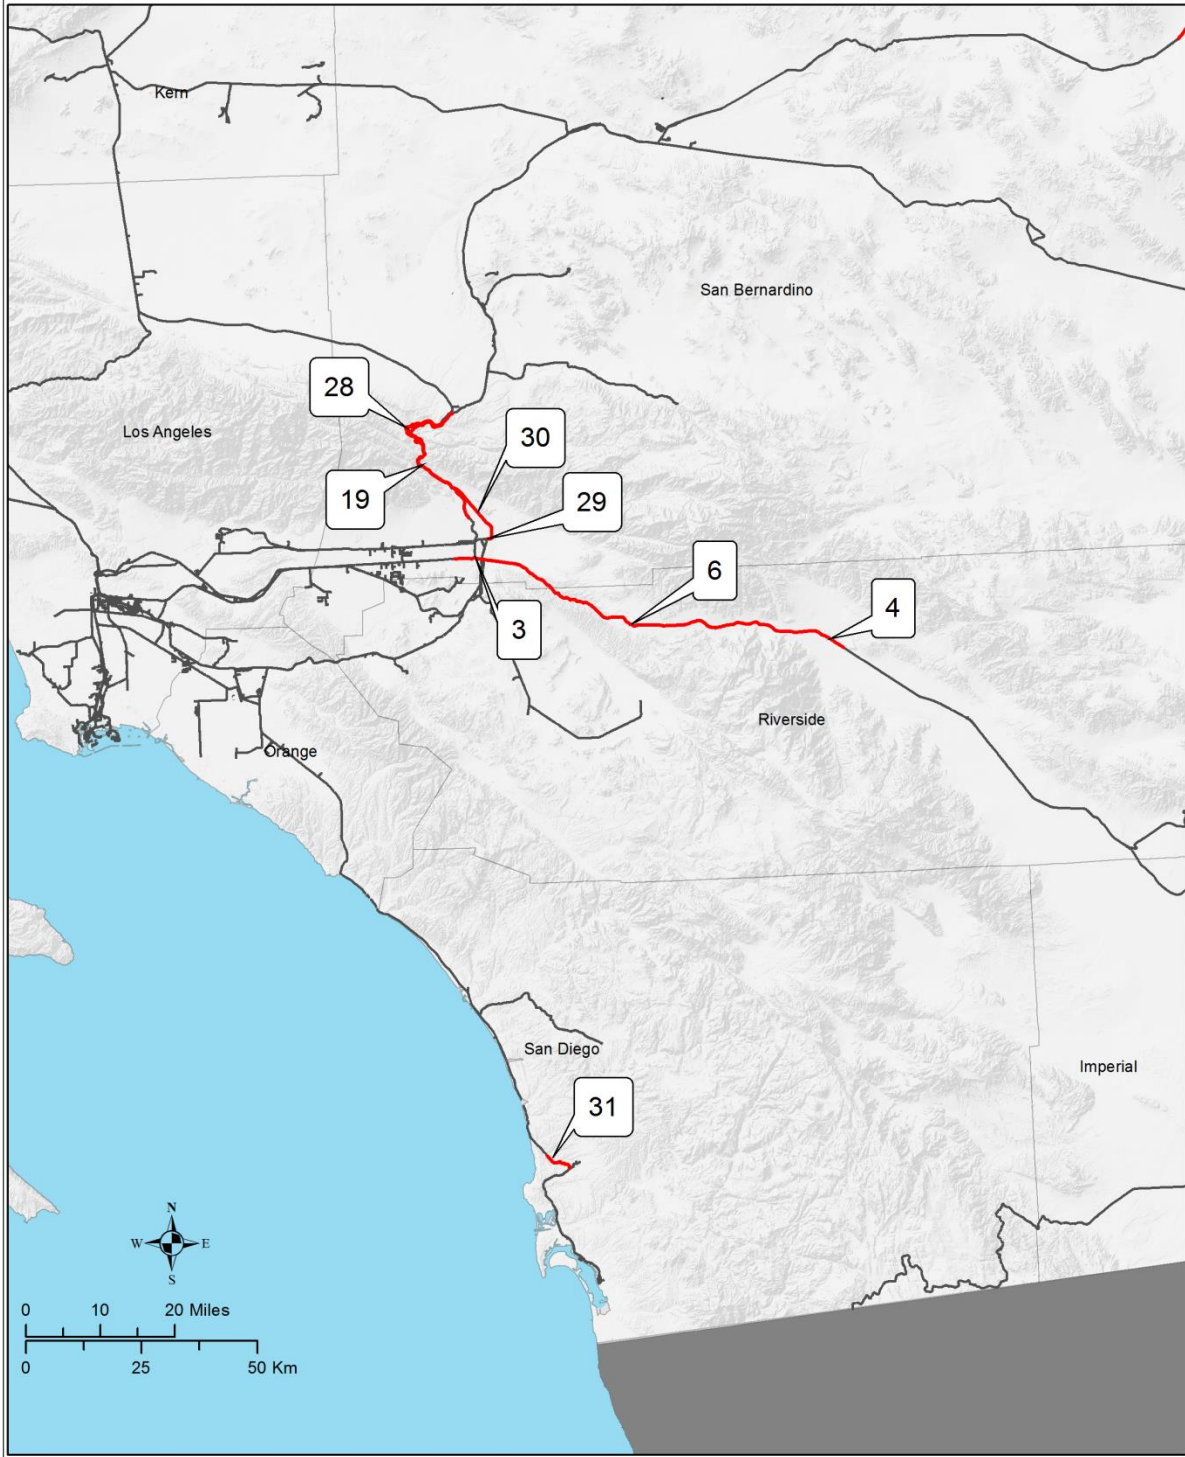 Kern
San Bernardino
28
Los Angeles
30
19
29
6
4
3
Riverside
Orange
San Diego
Imperial
31
N
W E
S
0 10 20 Miles
0 25 50 Km